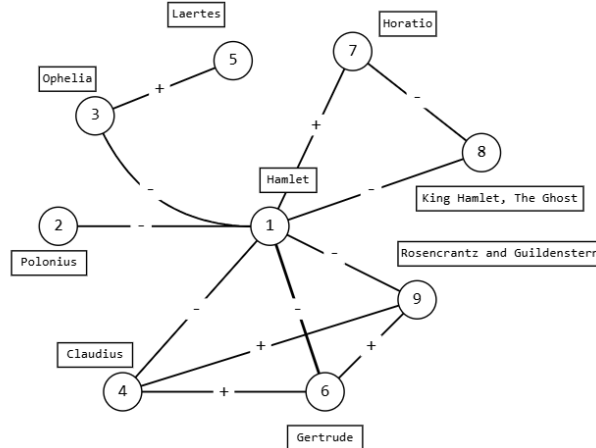 Laertes
Horatio
5
7
Ophelia
+
-
3
+
8
Hamlet
-
-
King Hamlet, The Ghost
2
-
1
Polonius
-
Rosencrantz and Guildenstern
9
-
-
+
+
Claudius
4
+
6
Gertrude